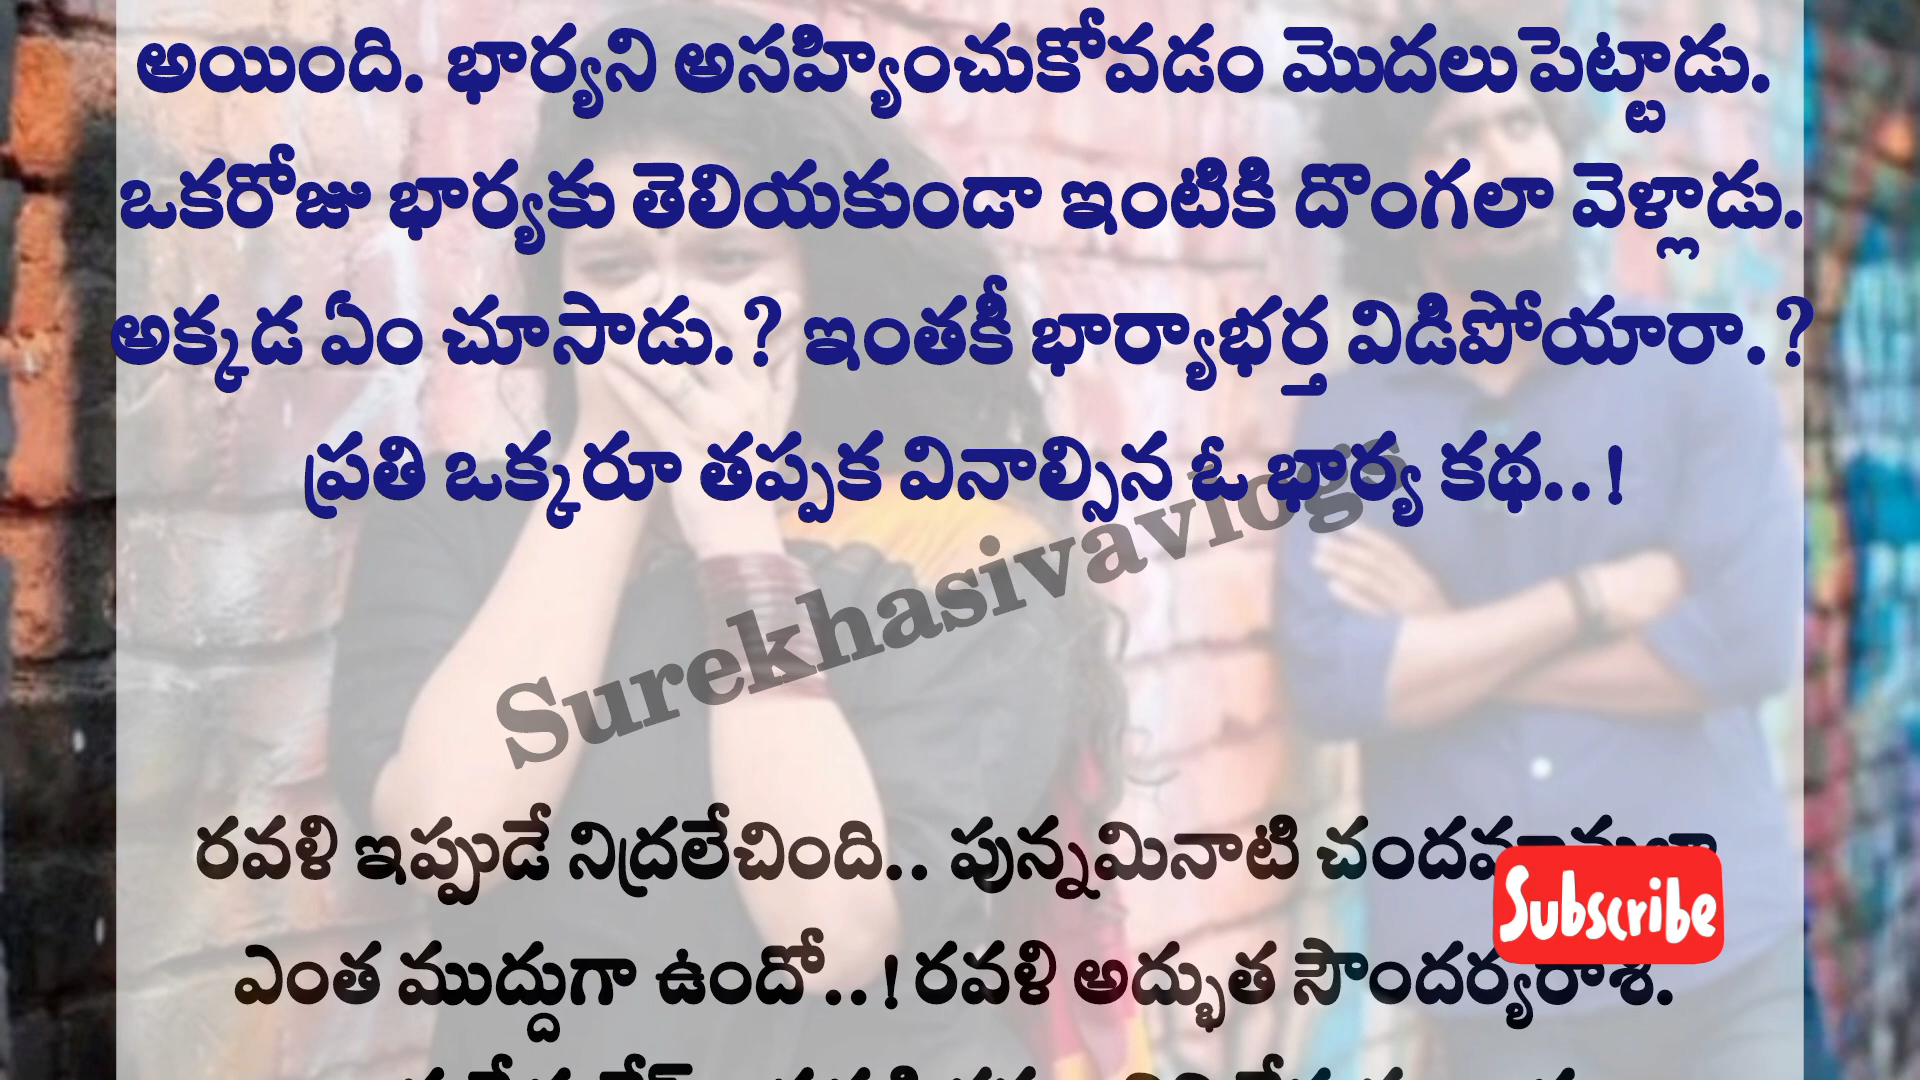 అయింది. భార్యని అసహ్యించుకోవడం మొదలుపెట్టాడు.
ఒకరోజు భార్యకు తెలియకుండా ఇంటికి దొంగలా వెళ్లాడు.
అక్కడ ఏం చూసాడు.? ఇంతకీ భార్యాభర్త విడిపోయారా.?
ప్రతి ఒక్కరూ తప్పక వినాల్సిన ఓ భార్య కథ..!
Surekhasivavlogs
రవళి ఇప్పుడే నిద్రలేచింది.. పున్నమినాటి
Subscribe
ఎంత ముద్దుగా ఉందో..! రవళి అద్భుత సౌందర్యరాశి.